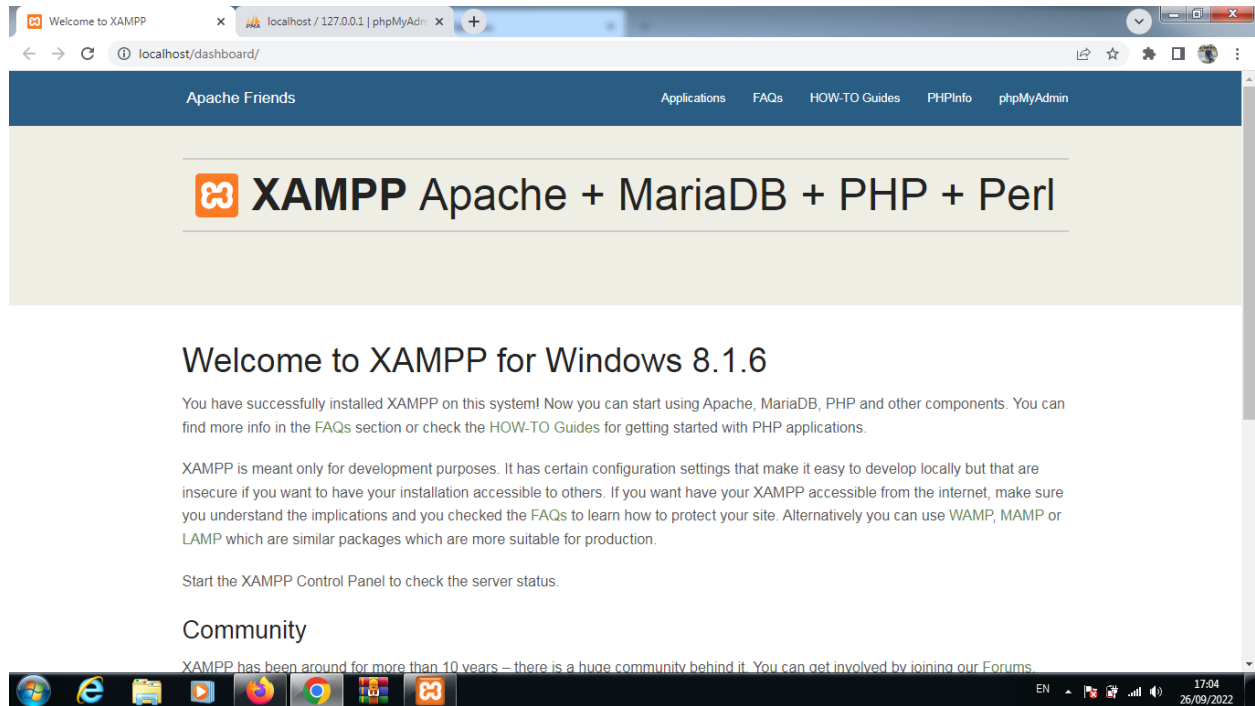 Welcome to XAMPP
localhost / 127.0.0.1 | phpMyAdm
localhost/dashboard/
Apache Friends
Applications FAQs HOW-TO Guides PHPInfo phpMyAdmin
XAMPP Apache + MariaDB + PHP + Perl
Welcome to XAMPP for Windows 8.1.6
You have successfully installed XAMPP on this system! Now you can start using Apache, MariaDB, PHP and other components. You can
find more info in the FAQs section or check the HOW-TO Guides for getting started with PHP applications.
XAMPP is meant only for development purposes. It has certain configuration settings that make it easy to develop locally but that are
insecure if you want to have your installation accessible to others. If you want have your XAMPP accessible from the internet, make sure
you understand the implications and you checked the FAQs to learn how to protect your site. Alternatively you can use WAMP, MAMP or
LAMP which are similar packages which are more suitable for production.
Start the XAMPP Control Panel to check the server status.
Community
XAMPP has been around for more than 10 years – there is a huge community behind it. You can get involved by joining our Forums,
EN
17:04
26/09/2022